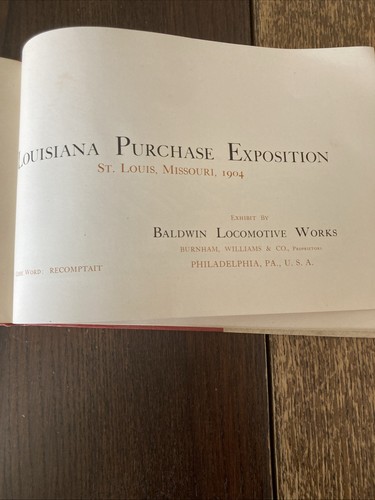 Louisiana Purchase Exposition
St. Louis, Missouri, 1904
Exhibit by
Baldwin Locomotive Works
Burnham, Williams & Co., Proprietors
Philadelphia, Pa., U. S. A.
Word: RECOMPTAIT